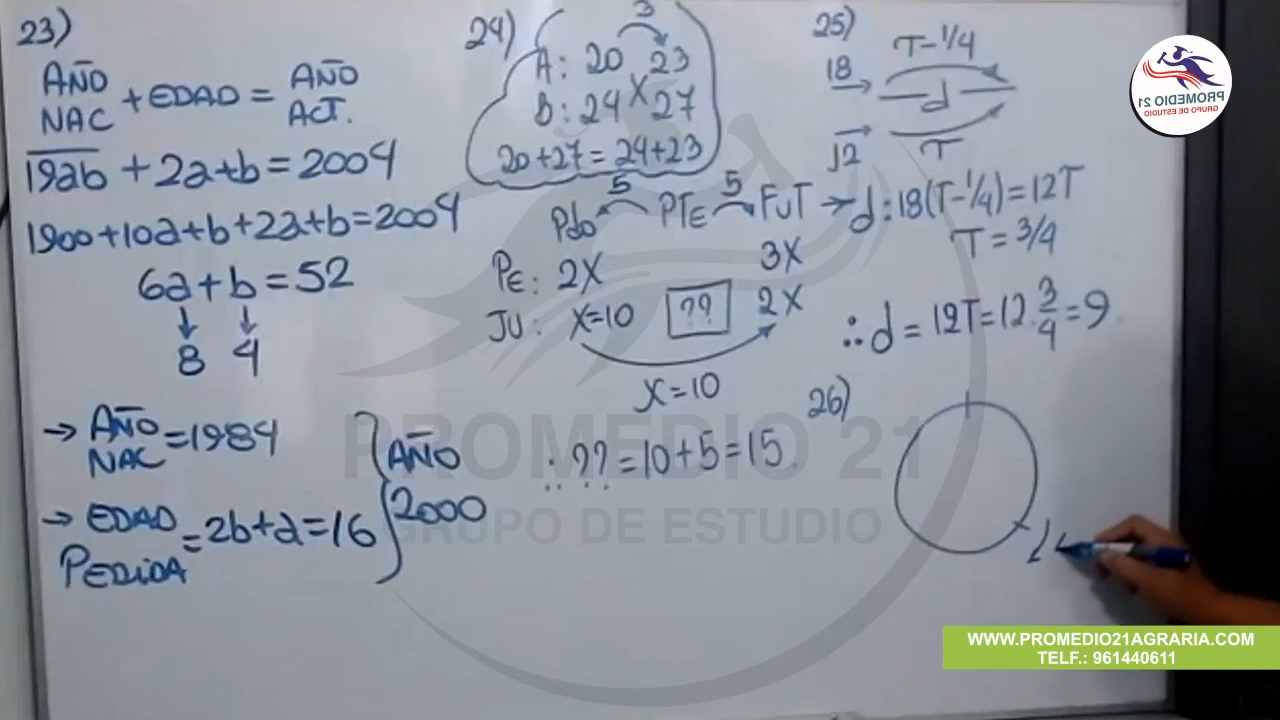 23)
AÑO NAC + EDAD = AÑO ACT.
19ab + 2a+b = 2004
1900+10a+b+2a+b=2004
6a+b=52
8 4
→ AÑO NAC =1984
→ EDAD PEDIDA =2b+a=16
AÑO 2000
24)
3
A: 20 23
x
B: 24 27
20+27=24+23
5 5
Pdo PTE FUT
PE: 2X 3X
JU: X=10 ?? 2X
X=10
∴ ??=10+5=15.
25)
T-1/4
18
d
12
T
→ d:18(T-1/4)=12T
T=3/4
∴ d = 12T=12.3/4=9.
26)
PROMEDIO 21
GRUPO DE ESTUDIO
PROMEDIO 21
GRUPO DE ESTUDIO
WWW.PROMEDIO21AGRARIA.COM
TELF.: 961440611